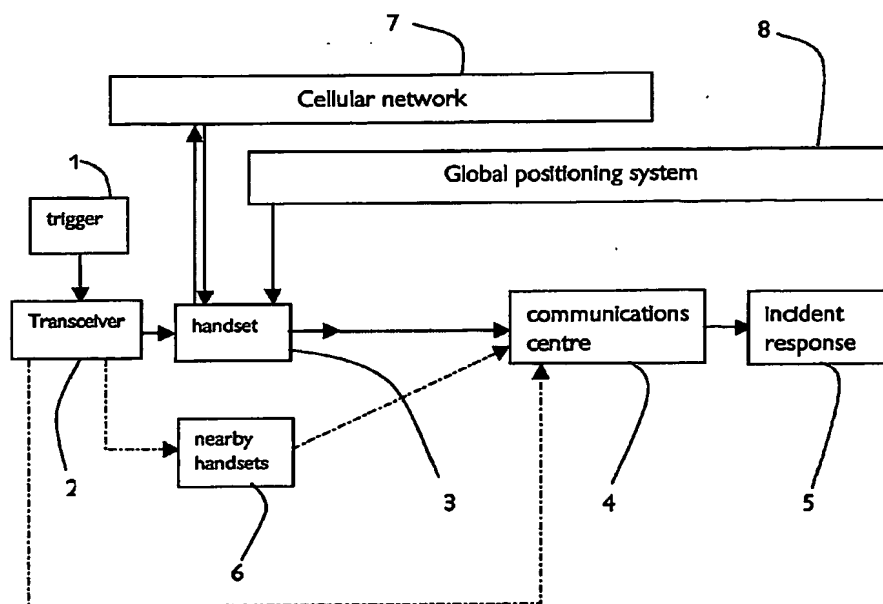 7
8
Cellular network
1
Global positioning system
trigger
Transceiver
handset
communications
centre
incident
response
nearby
handsets
2
3
4
5
6